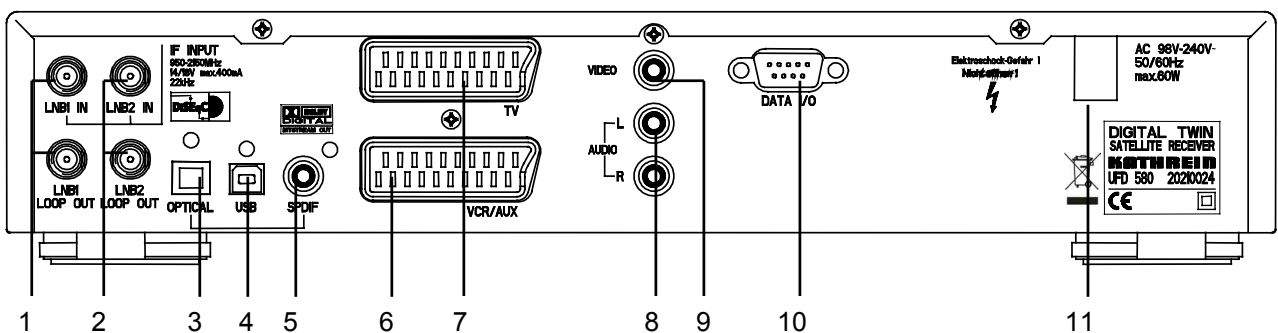 IF INPUT
950-2150MHz
14/18V max.400mA
22kHz
LNB1 IN
LNB2 IN
DiSEqC
DOLBY
DIGITAL
BITSTREAM OUT
LNB1
LOOP OUT
LNB2
LOOP OUT
OPTICAL
USB
SPDIF
TV
VCR/AUX
VIDEO
L
AUDIO
R
DATA I/O
Elektroschock-Gefahr !
Nicht öffnen !
AC 98V-240V~
50/60Hz
max.60W
DIGITAL TWIN
SATELLITE RECEIVER
KATHREIN
UFD 580 20210024
CE
1 2 3 4 5 6 7 8 9 10 11